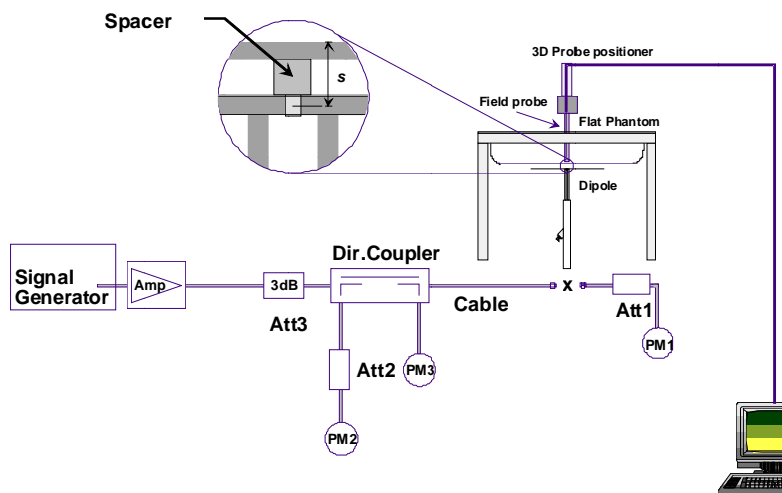 Spacer
s
3D Probe positioner
Field probe
Flat Phantom
Dipole
Signal
Generator
Amp
3dB
Att3
Dir.Coupler
Cable
x
Att1
PM1
Att2
PM3
PM2